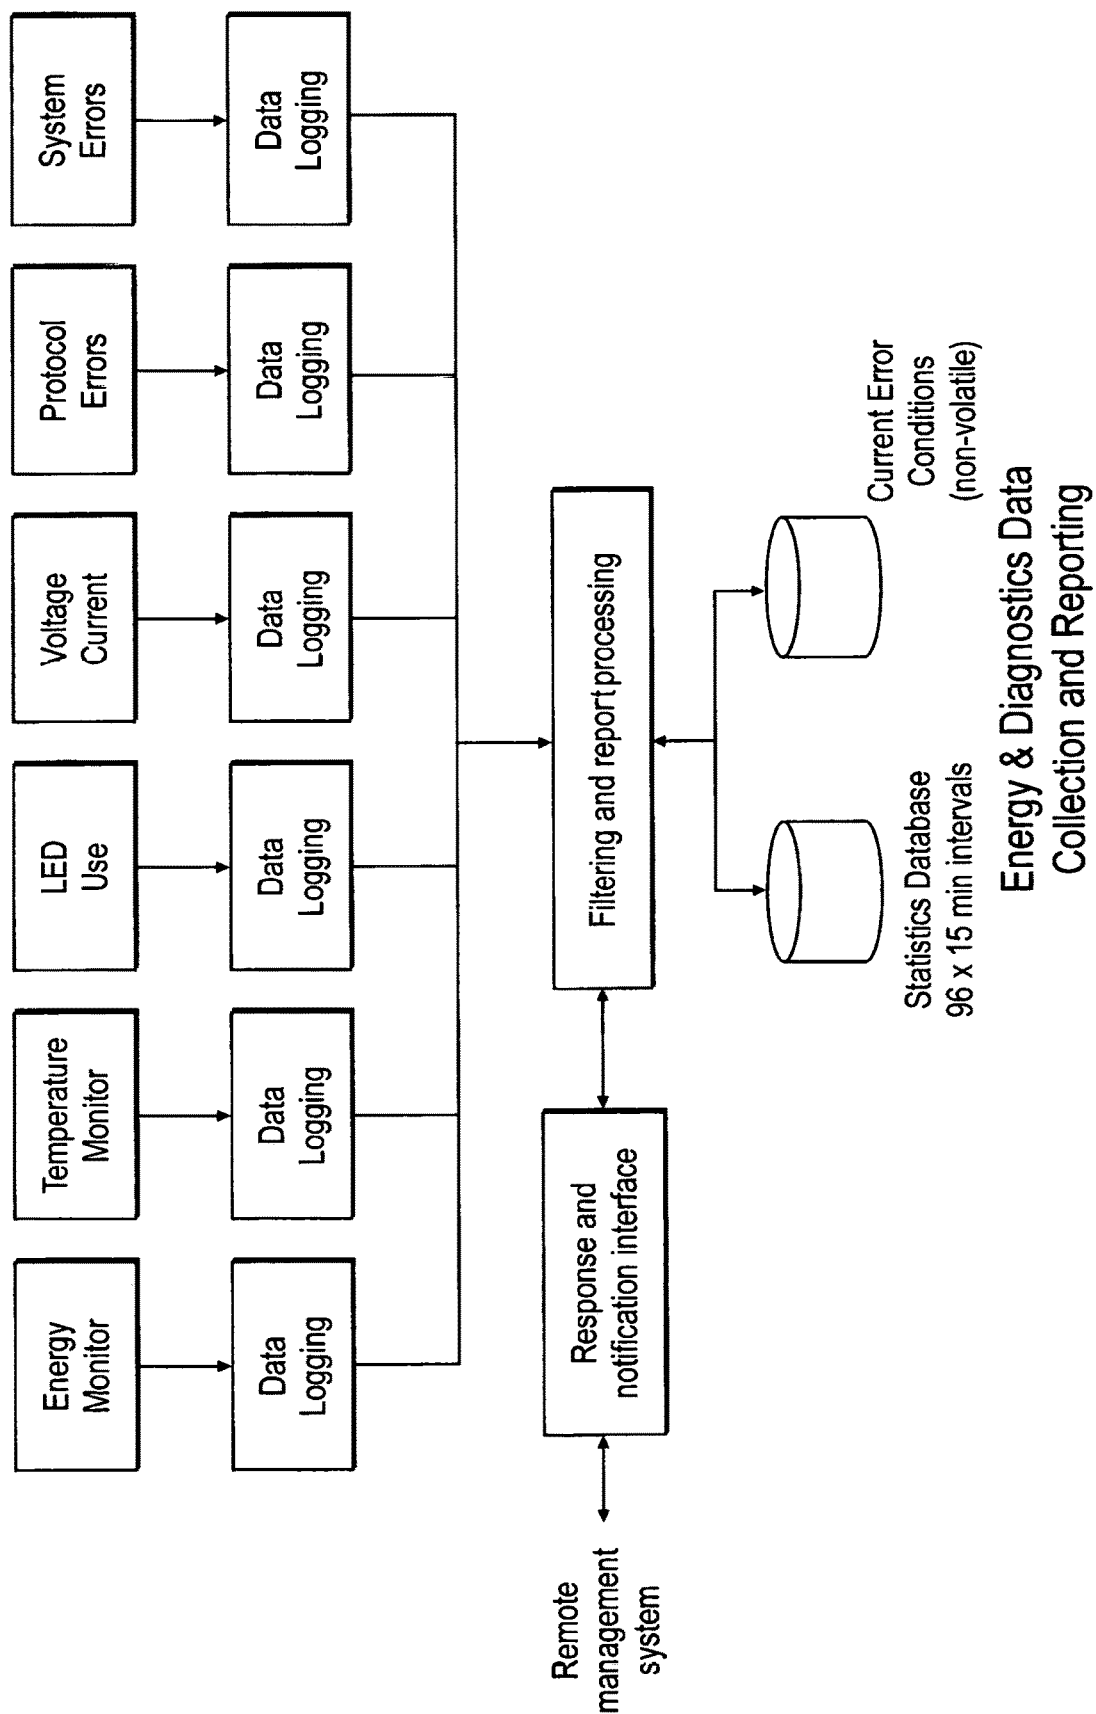 Energy
Monitor
Temperature
Monitor
LED
Use
Voltage
Current
Protocol
Errors
System
Errors
Data
Logging
Data
Logging
Data
Logging
Data
Logging
Data
Logging
Data
Logging
Remote
management
system
Response and
notification interface
Filtering and report processing
Statistics Database
96 x 15 min intervals
Current Error
Conditions
(non-volatile)
Energy & Diagnostics Data
Collection and Reporting